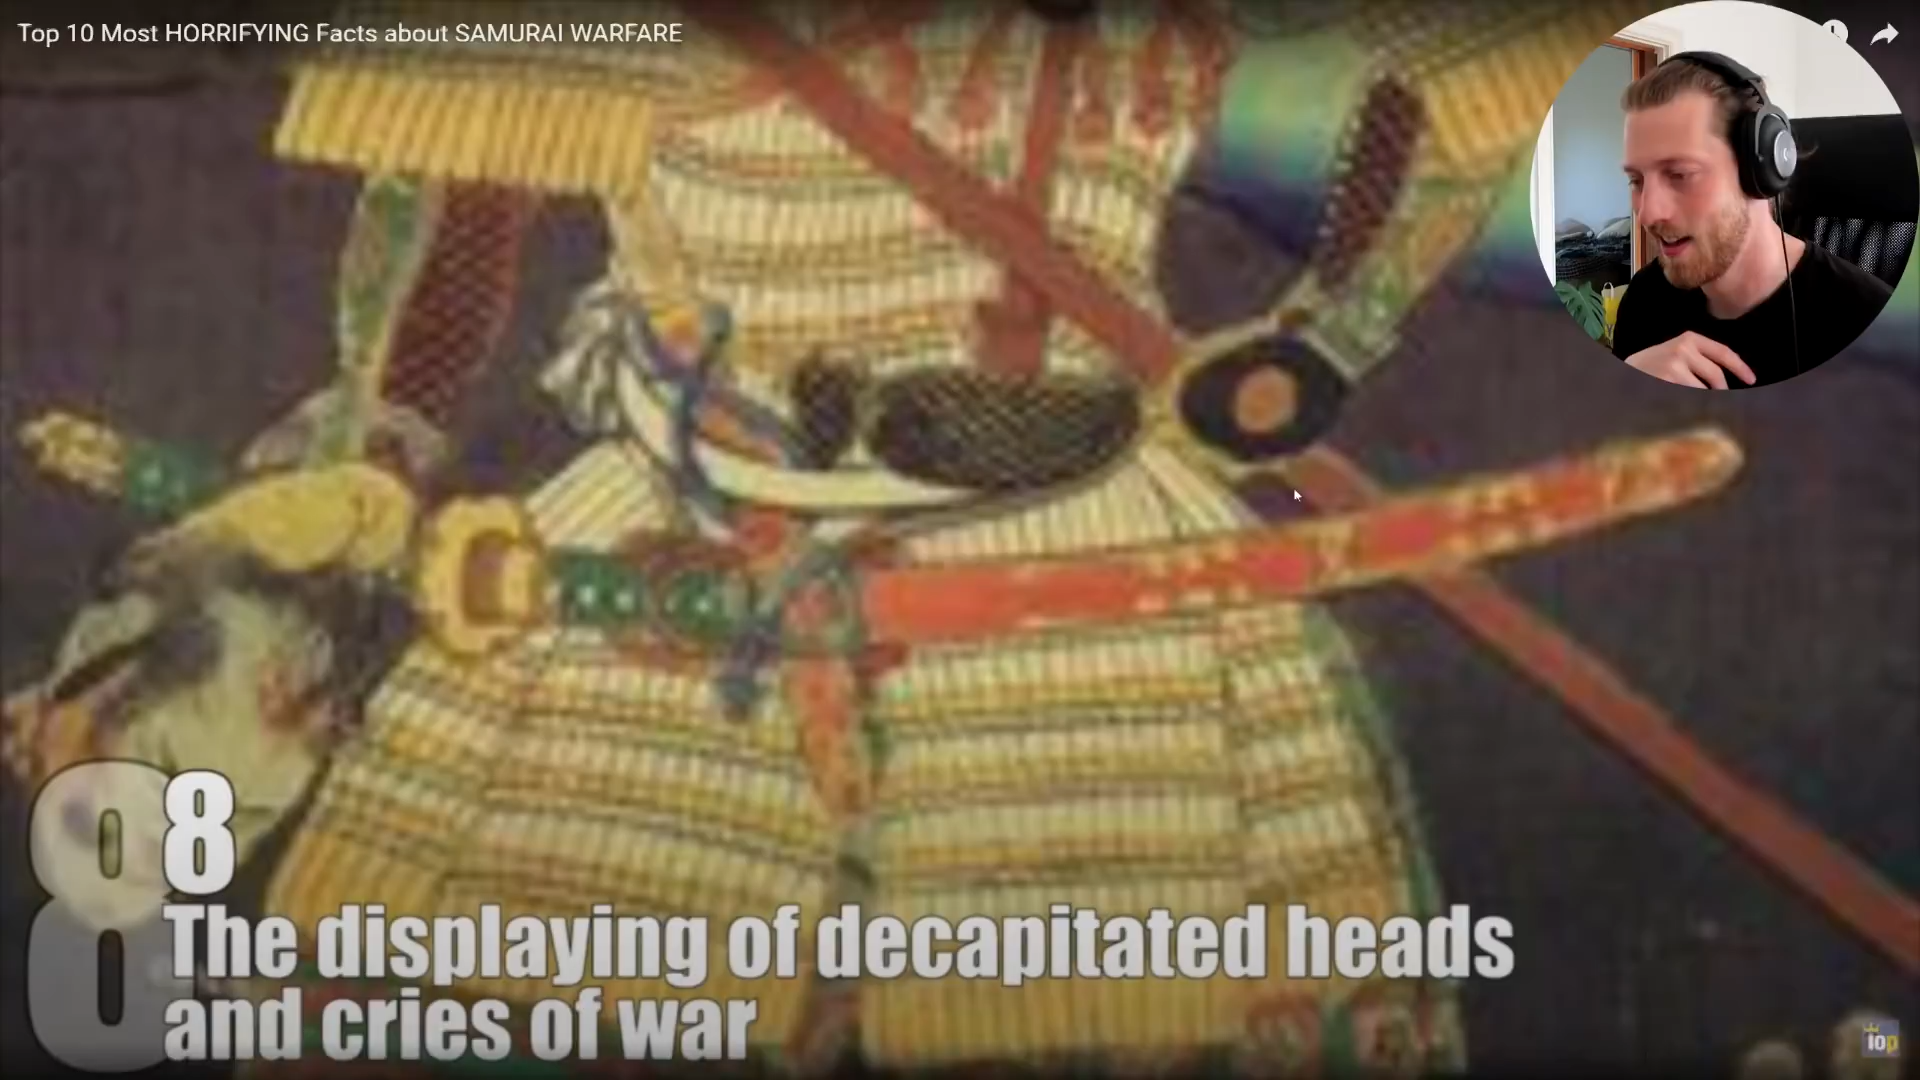 Top 10 Most HORRIFYING Facts about SAMURAI WARFARE
8
8
The displaying of decapitated heads
and cries of war
10p